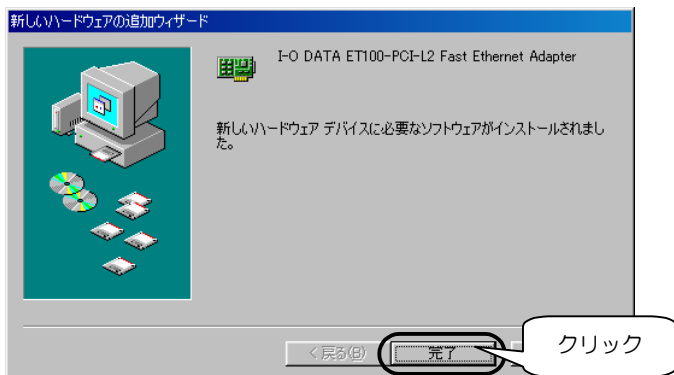 新しいハードウェアの追加ウィザード
I-O DATA ET100-PCI-L2 Fast Ethernet Adapter
新しいハードウェア デバイスに必要なソフトウェアがインストールされまし
た。
< 戻る(B)
完了
クリック